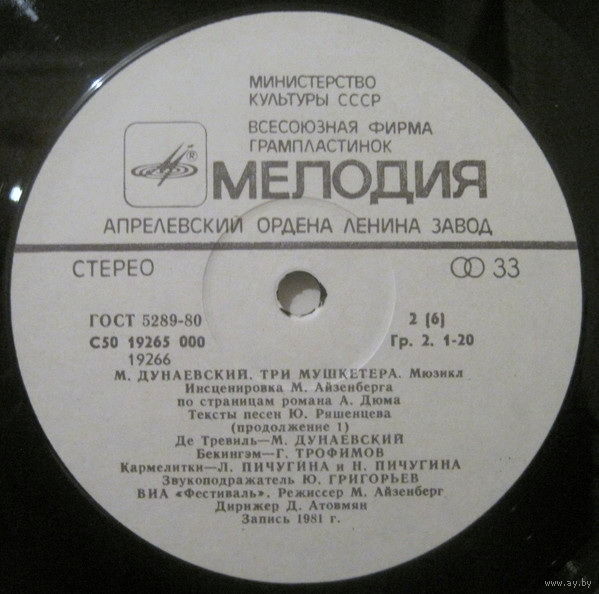 МИНИСТЕРСТВО
КУЛЬТУРЫ СССР
ВСЕСОЮЗНАЯ ФИРМА
ГРАМПЛАСТИНОК
®
МЕЛОДИЯ
АПРЕЛЕВСКИЙ ОРДЕНА ЛЕНИНА ЗАВОД
СТЕРЕО 33
ГОСТ 5289-80 2 (6)
С50 19265 000 Гр. 2. 1-20
19266
М. ДУНАЕВСКИЙ. ТРИ МУШКЕТЕРА. Мюзикл
Инсценировка М. Айзенберга
по страницам романа А. Дюма
Тексты песен Ю. Ряшенцева
(продолжение 1)
Де Тревиль—М. ДУНАЕВСКИЙ
Бекингэм—Г. ТРОФИМОВ
Кармелитки—Л. ПИЧУГИНА и Н. ПИЧУГИНА
Звукоподражатель Ю. ГРИГОРЬЕВ
ВИА «Фестиваль». Режиссер М. Айзенберг
Дирижер Д. Атовмян
Запись 1981 г.
www.ay.by